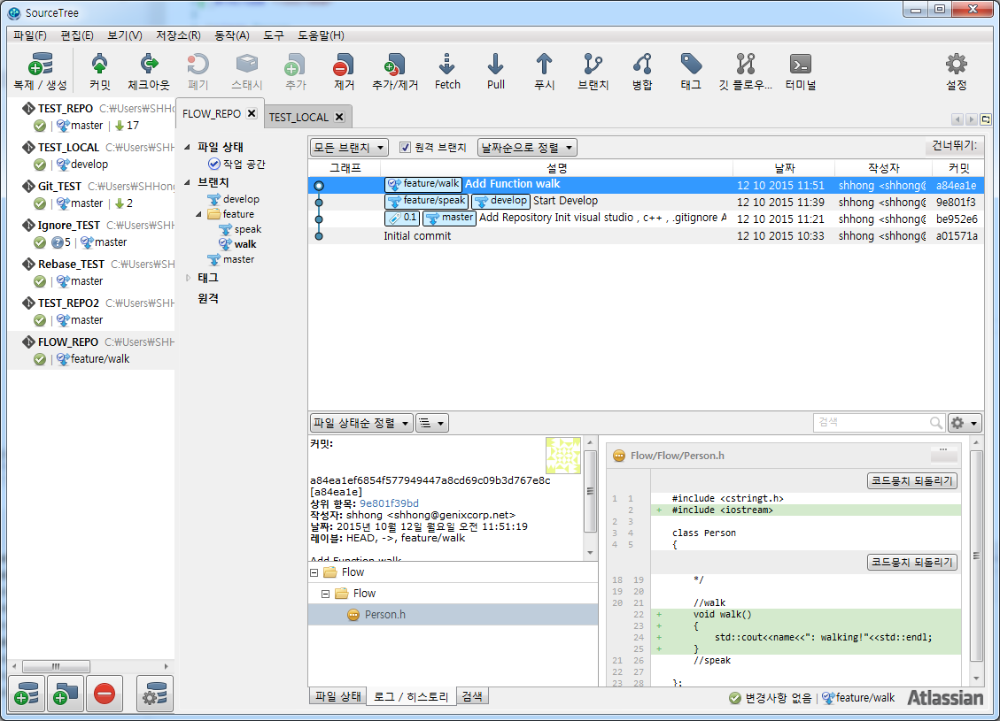 SourceTree
파일(F) 편집(E) 보기(V) 저장소(R) 동작(A) 도구 도움말(H)
복제 / 생성 커밋 체크아웃 폐기 스태시 추가 제거 추가/제거 Fetch Pull 푸시 브랜치 병합 태그 깃 플로우... 터미널 설정
TEST_REPO C:₩Users₩SHHo
master 17
TEST_LOCAL C:₩Users₩SH
develop
Git_TEST C:₩Users₩SHHong
master 2
Ignore_TEST C:₩Users₩SHH
5 master
Rebase_TEST C:₩Users₩SH
master
TEST_REPO2 C:₩Users₩SHH
master
FLOW_REPO C:₩Users₩SHH
feature/walk
FLOW_REPO TEST_LOCAL
파일 상태
작업 공간
브랜치
develop
feature
speak
walk
master
태그
원격
모든 브랜치 원격 브랜치 날짜순으로 정렬 건너뛰기:
그래프 설명 날짜 작성자 커밋
feature/walk Add Function walk 12 10 2015 11:51 shhong <shhong@ a84ea1e
feature/speak develop Start Develop 12 10 2015 11:39 shhong <shhong@ 9e801f3
0.1 master Add Repository Init visual studio , c++ , .gitignore A 12 10 2015 11:21 shhong <shhong@ be952e6
Initial commit 12 10 2015 10:33 shhong <shhong@ a01571a
파일 상태순 정렬 검색
커밋:
a84ea1ef6854f577949447a8cd69c09b3d767e8c
[a84ea1e]
상위 항목: 9e801f39bd
작성자: shhong <shhong@genixcorp.net>
날짜: 2015년 10월 12일 월요일 오전 11:51:19
레이블: HEAD, ->, feature/walk
Add Function walk
Flow
Flow
Person.h
Flow/Flow/Person.h ...
코드뭉치 되돌리기
1 1 #include <cstringt.h>
2 + #include <iostream>
2 3
3 4 class Person
4 5 {
코드뭉치 되돌리기
18 19 */
19 20
20 21 //walk
22 + void walk()
23 + {
24 + std::cout<<name<<": walking!"<<std::endl;
25 + }
21 26 //speak
22 27
23 28 };
파일 상태 로그 / 히스토리 검색
변경사항 없음 feature/walk Atlassian